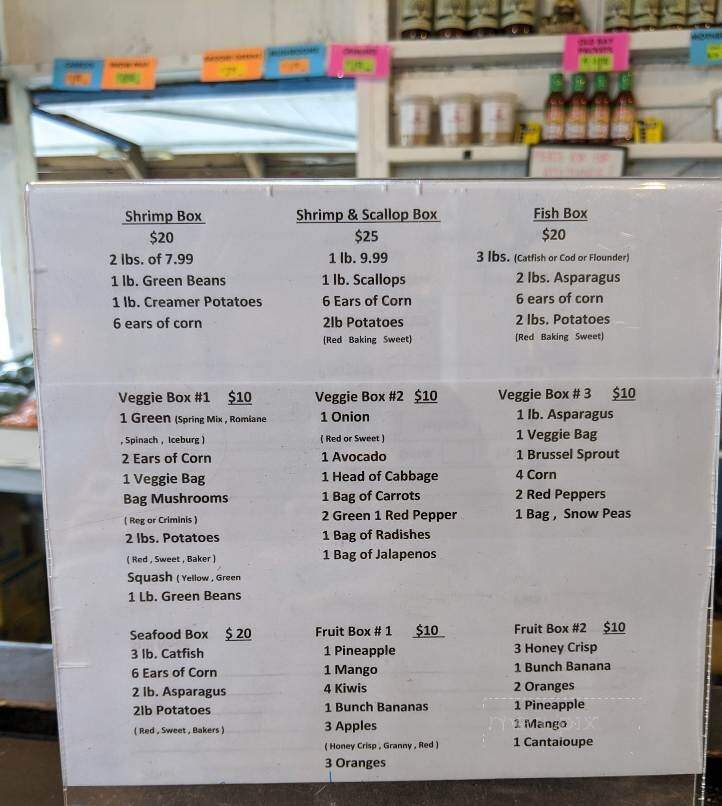 OLD BAY
Shrimp Box
$20
2 lbs. of 7.99
1 lb. Green Beans
1 lb. Creamer Potatoes
6 ears of corn
Shrimp & Scallop Box
$25
1 lb. 9.99
1 lb. Scallops
6 Ears of Corn
2lb Potatoes
(Red Baking Sweet)
Fish Box
$20
3 lbs. (Catfish or Cod or Flounder)
2 lbs. Asparagus
6 ears of corn
2 lbs. Potatoes
(Red Baking Sweet)
Veggie Box #1 $10
1 Green (Spring Mix , Romiane
, Spinach , Iceburg )
2 Ears of Corn
1 Veggie Bag
Bag Mushrooms
( Reg or Criminis )
2 lbs. Potatoes
( Red , Sweet , Baker )
Squash ( Yellow , Green
1 Lb. Green Beans
Veggie Box #2 $10
1 Onion
( Red or Sweet )
1 Avocado
1 Head of Cabbage
1 Bag of Carrots
2 Green 1 Red Pepper
1 Bag of Radishes
1 Bag of Jalapenos
Veggie Box # 3 $10
1 lb. Asparagus
1 Veggie Bag
1 Brussel Sprout
4 Corn
2 Red Peppers
1 Bag , Snow Peas
Seafood Box $ 20
3 lb. Catfish
6 Ears of Corn
2 lb. Asparagus
2lb Potatoes
( Red , Sweet , Bakers )
Fruit Box # 1 $10
1 Pineapple
1 Mango
4 Kiwis
1 Bunch Bananas
3 Apples
( Honey Crisp , Granny , Red )
3 Oranges
Fruit Box #2 $10
3 Honey Crisp
1 Bunch Banana
2 Oranges
1 Pineapple
1 Mango
1 Cantaloupe